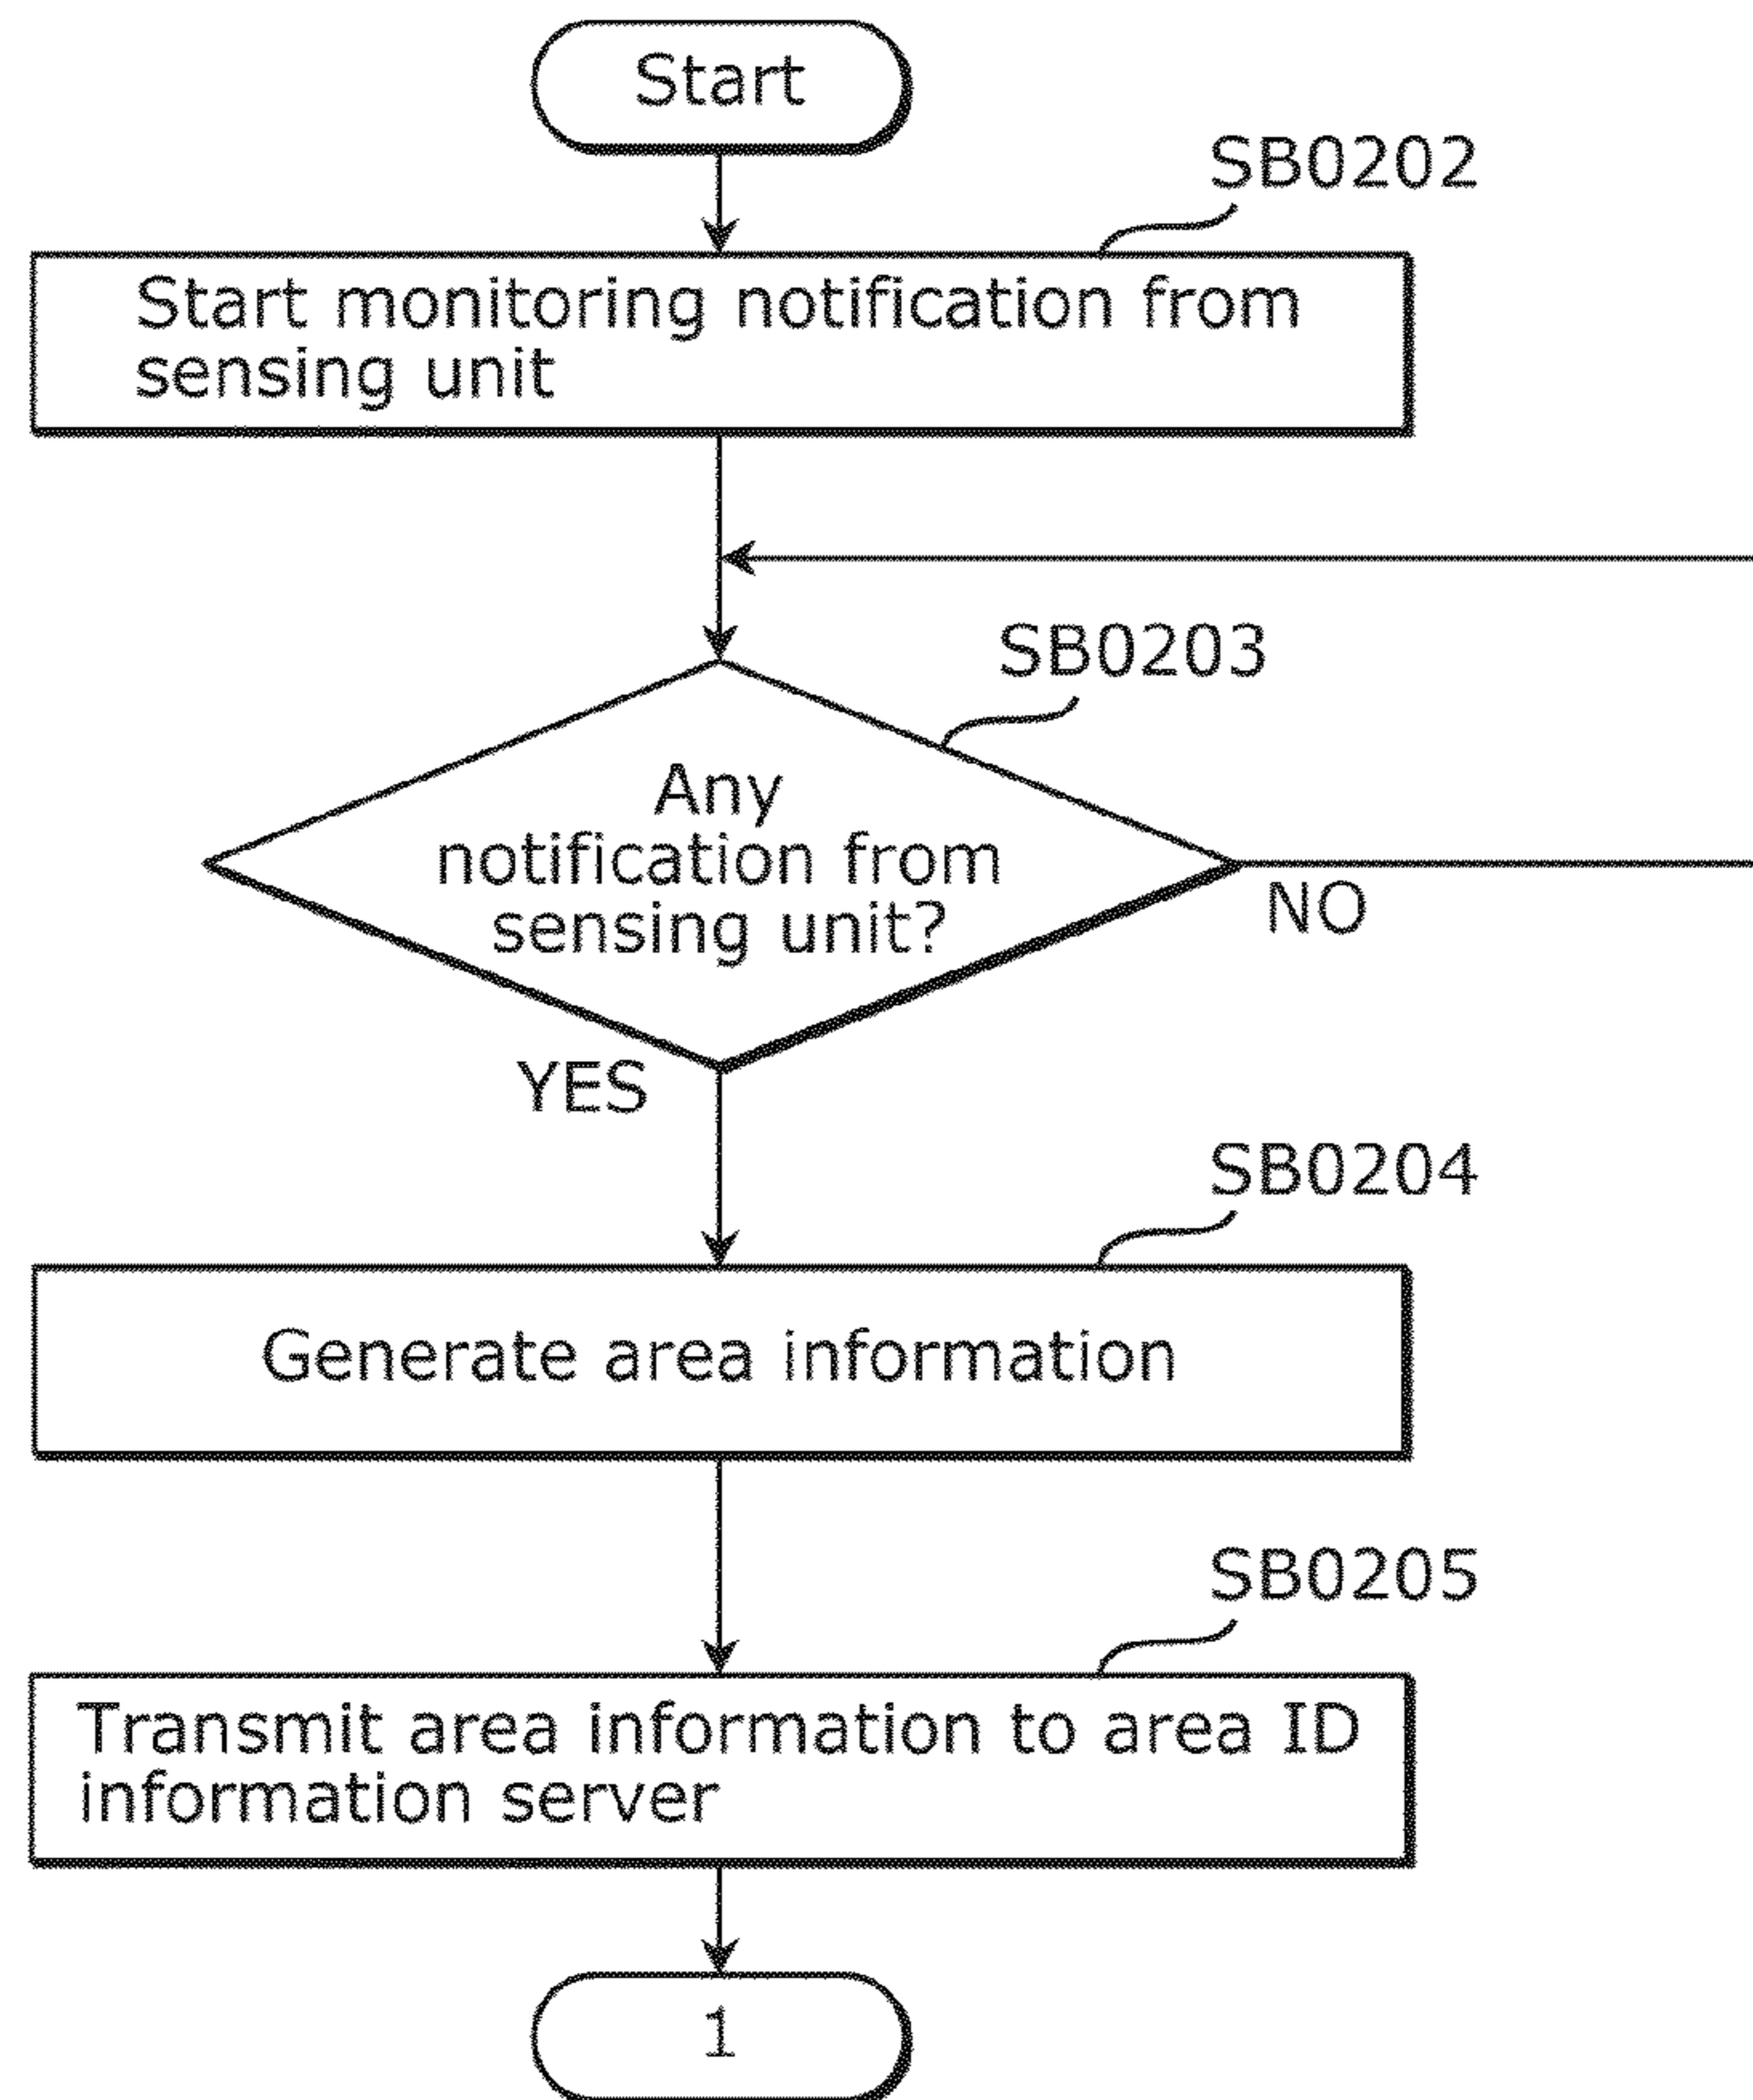 Start
SB0202
Start monitoring notification from
sensing unit
SB0203
Any
notification from
sensing unit?
NO
YES
SB0204
Generate area information
SB0205
Transmit area information to area ID
information server
1